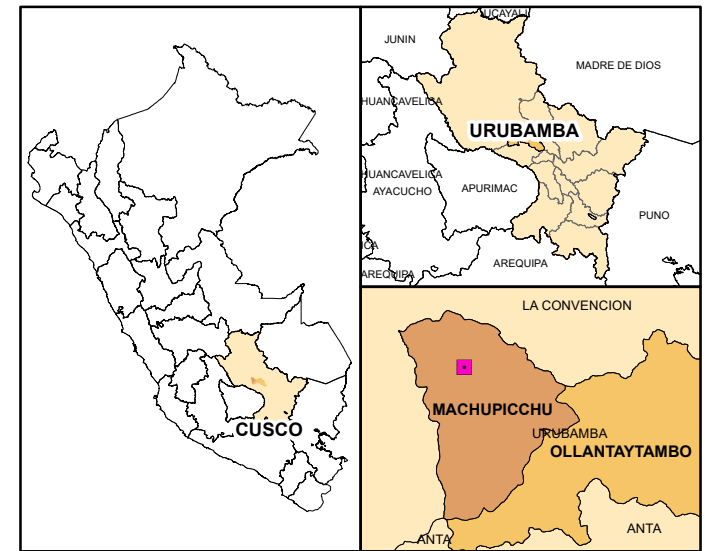 CUSCO
UCAYALI
JUNIN
MADRE DE DIOS
HUANCAVELICA
URUBAMBA
HUANCAVELICA
AYACUCHO
APURIMAC
PUNO
ICA
AREQUIPA
AREQUIPA
LA CONVENCION
MACHUPICCHU
URUBAMBA
OLLANTAYTAMBO
ANTA
ANTA